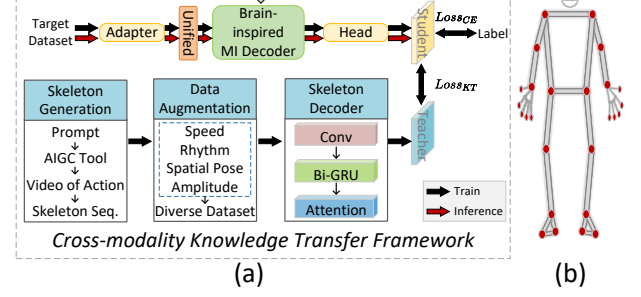 Target
Dataset
Adapter
Unified
Brain-
inspired
MI Decoder
Head
Student
Loss_CE
Label
Loss_KT
Skeleton
Generation
Prompt
AIGC Tool
Video of Action
Skeleton Seq.
Data
Augmentation
Speed
Rhythm
Spatial Pose
Amplitude
Diverse Dataset
Skeleton
Decoder
Conv
Bi-GRU
Attention
Teacher
Train
Inference
Cross-modality Knowledge Transfer Framework
(a)
(b)